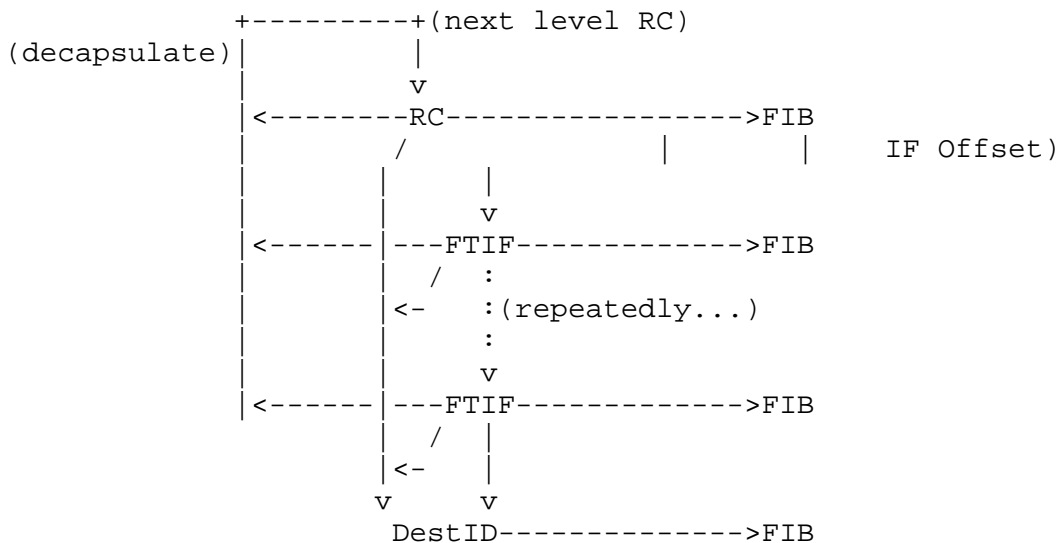 +---------+(next level RC)
(decapsulate)|          |
|          v
|<--------RC----------------->FIB
|         /               |        |     IF Offset)
|        |      |
|        |      v
|<------|---FTIF------------->FIB
|        |  /   :
|        |<-   :(repeatedly...)
|        |      :
|        |      v
|<------|---FTIF------------->FIB
|  /   |
|<-   |
v      v
DestID--------------->FIB